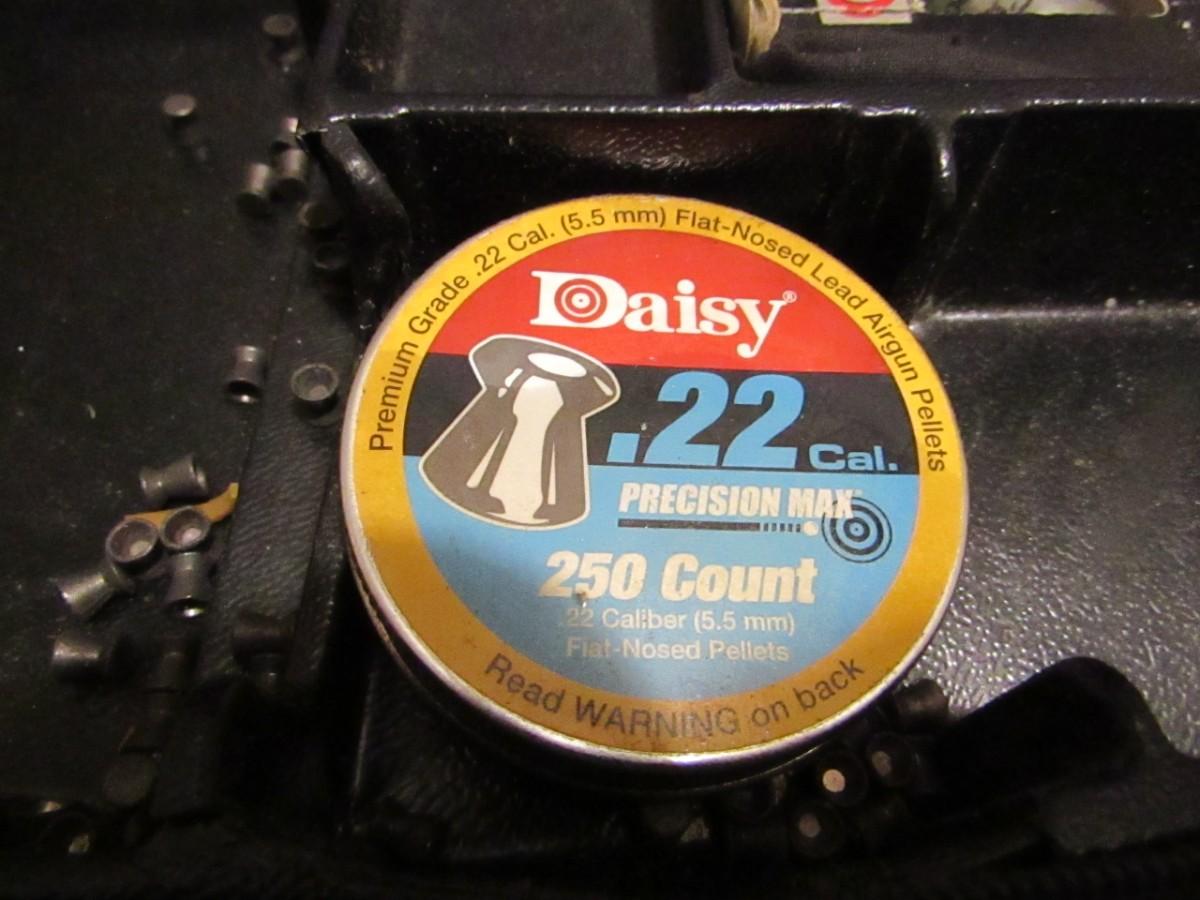 Premium Grade .22 Cal. (5.5 mm) Flat-Nosed Lead Airgun Pellets
Daisy®
.22 Cal.
PRECISION MAX
250 Count
.22 Caliber (5.5 mm)
Flat-Nosed Pellets
Read WARNING on back